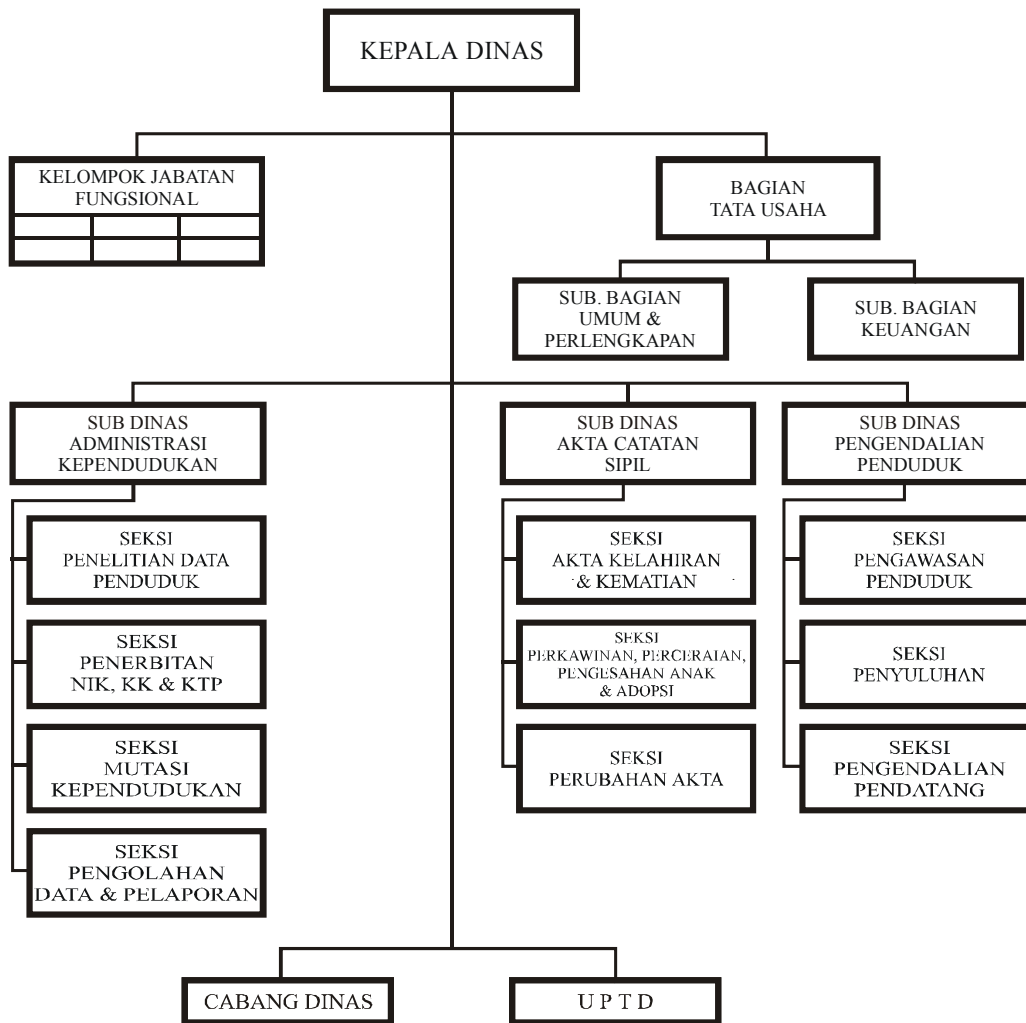 KEPALA DINAS
KELOMPOK JABATAN
FUNGSIONAL
BAGIAN
TATA USAHA
SUB. BAGIAN
UMUM &
PERLENGKAPAN
SUB. BAGIAN
KEUANGAN
SUB DINAS
ADMINISTRASI
KEPENDUDUKAN
SUB DINAS
AKTA CATATAN
SIPIL
SUB DINAS
PENGENDALIAN
PENDUDUK
SEKSI
PENELITIAN DATA
PENDUDUK
SEKSI
PENERBITAN
NIK, KK & KTP
SEKSI
MUTASI
KEPENDUDUKAN
SEKSI
PENGOLAHAN
DATA & PELAPORAN
SEKSI
AKTA KELAHIRAN
& KEMATIAN
SEKSI
PERKAWINAN, PERCERAIAN,
PENGESAHAN ANAK
& ADOPSI
SEKSI
PERUBAHAN AKTA
SEKSI
PENGAWASAN
PENDUDUK
SEKSI
PENYULUHAN
SEKSI
PENGENDALIAN
PENDATANG
CABANG DINAS
U P T D